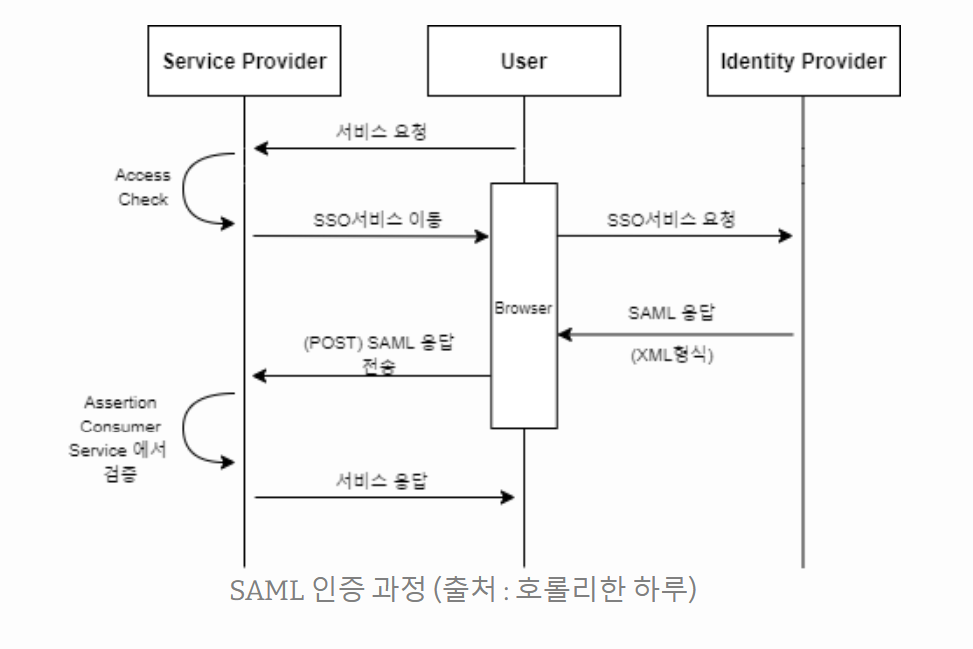 Service Provider
User
Identity Provider
서비스 요청
Access
Check
SSO서비스 이동
SSO서비스 요청
Browser
SAML 응답
(XML형식)
(POST) SAML 응답
전송
Assertion
Consumer
Service 에서
검증
서비스 응답
SAML 인증 과정 (출처 : 호롤리한 하루)